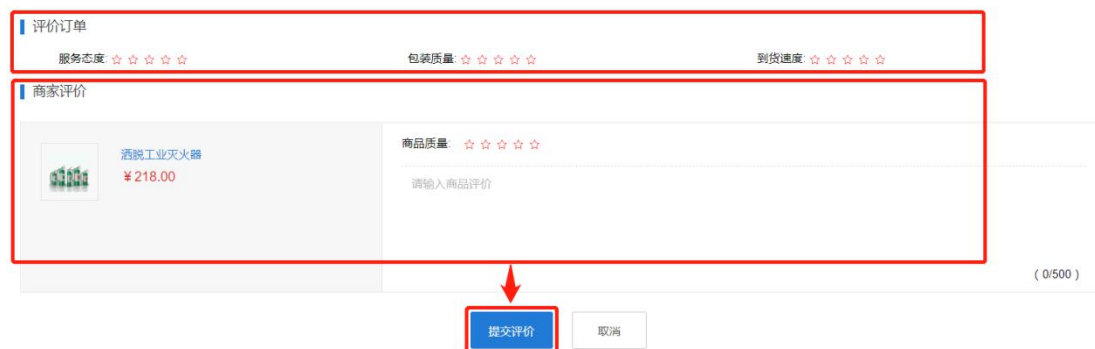 评价订单
服务态度: 包装质量: 到货速度:
商家评价
商品质量:
洒脱工业灭火器
¥218.00
请输入商品评价
( 0/500 )
提交评价 取消